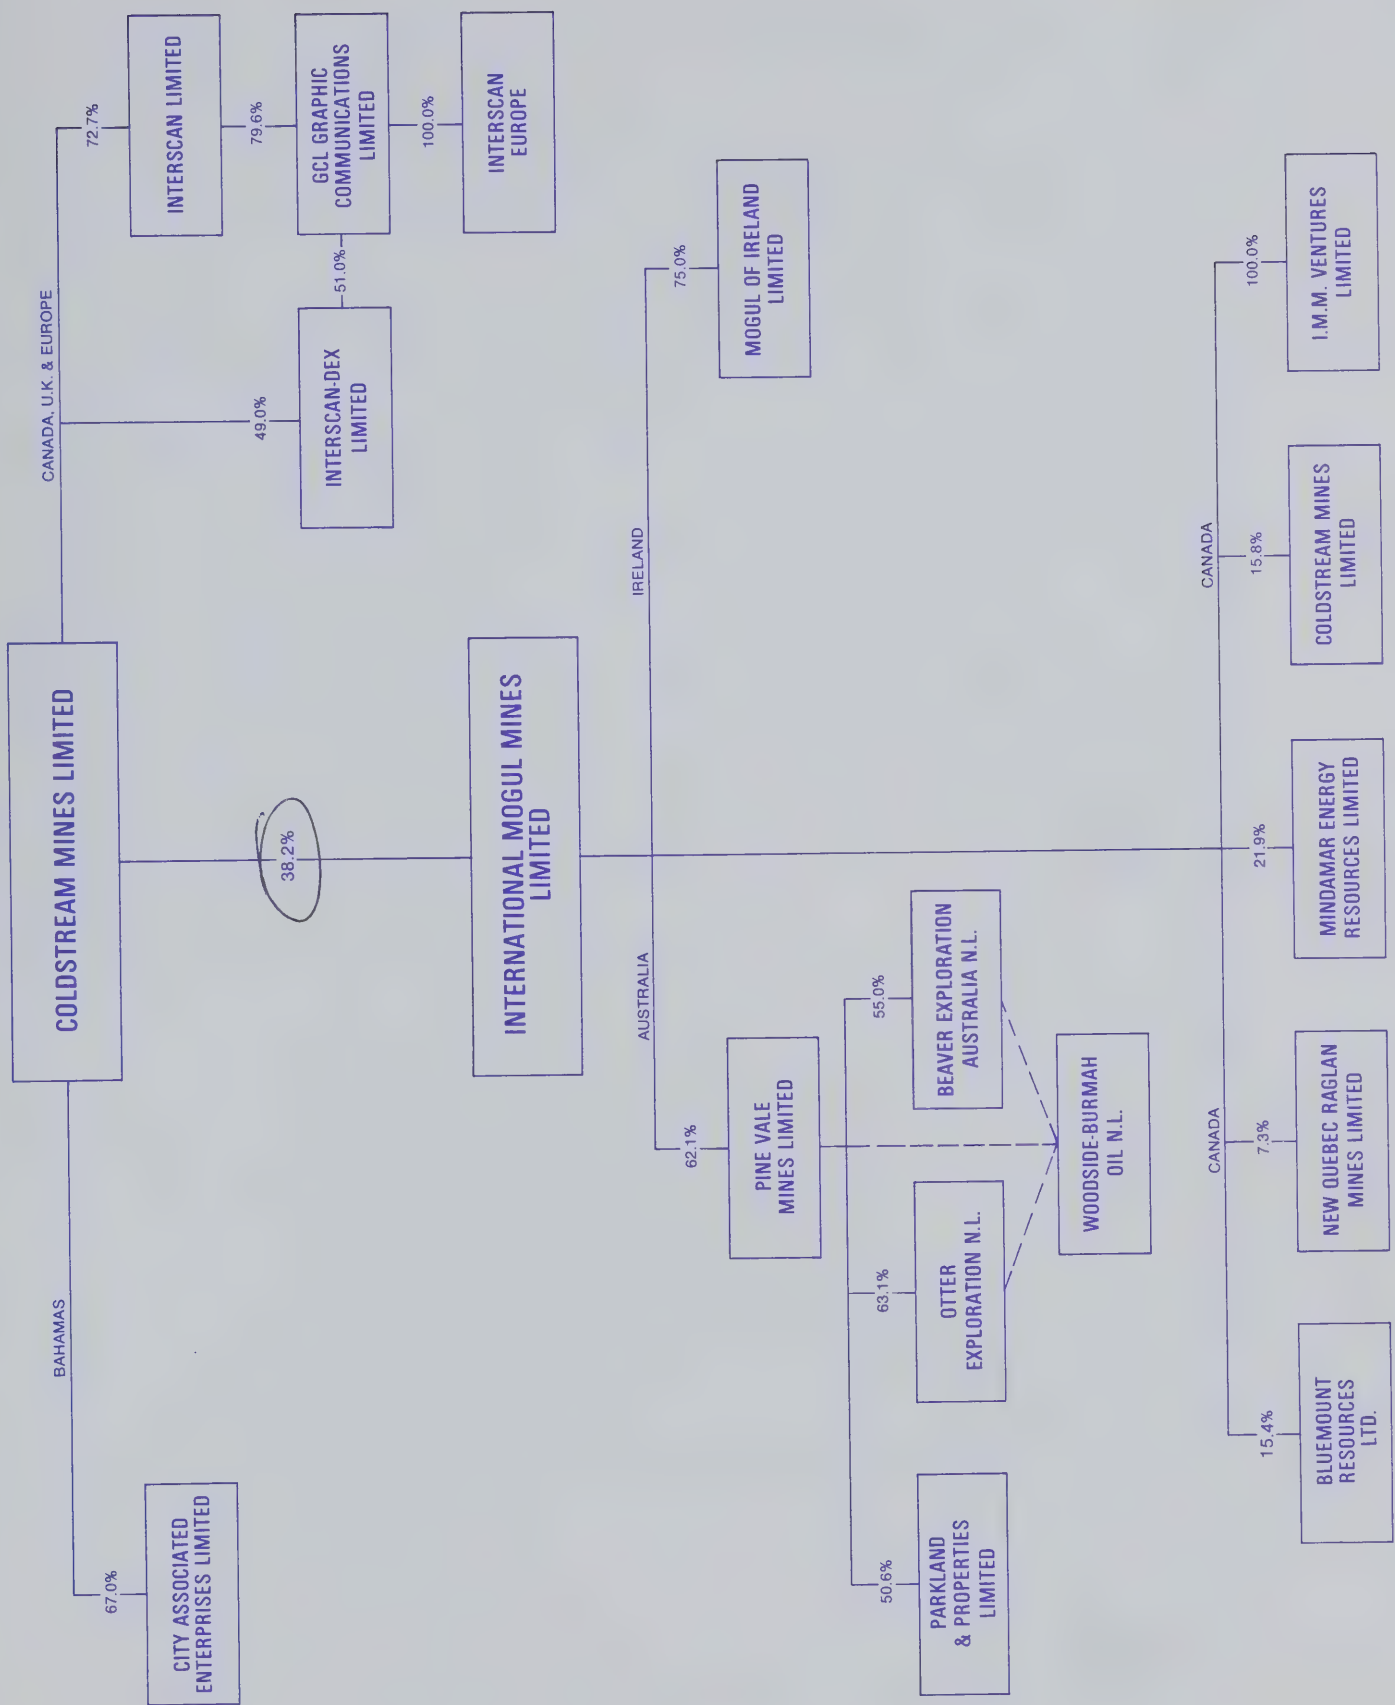 COLDSTREAM MINES LIMITED
BAHAMAS
67.0%
CITY ASSOCIATED
ENTERPRISES LIMITED
CANADA, U.K. & EUROPE
49.0%
INTERSCAN-DEX
LIMITED
51.0%
72.7%
INTERSCAN LIMITED
79.6%
GCL GRAPHIC
COMMUNICATIONS
LIMITED
100.0%
INTERSCAN
EUROPE
38.2%
INTERNATIONAL MOGUL MINES
LIMITED
AUSTRALIA
62.1%
PINE VALE
MINES LIMITED
50.6%
PARKLAND
& PROPERTIES
LIMITED
63.1%
OTTER
EXPLORATION N.L.
55.0%
BEAVER EXPLORATION
AUSTRALIA N.L.
WOODSIDE-BURMAH
OIL N.L.
IRELAND
75.0%
MOGUL OF IRELAND
LIMITED
CANADA
15.4%
BLUEMOUNT
RESOURCES
LTD.
7.3%
NEW QUEBEC RAGLAN
MINES LIMITED
21.9%
MINDAMAR ENERGY
RESOURCES LIMITED
CANADA
15.8%
COLDSTREAM MINES
LIMITED
100.0%
I.M.M. VENTURES
LIMITED